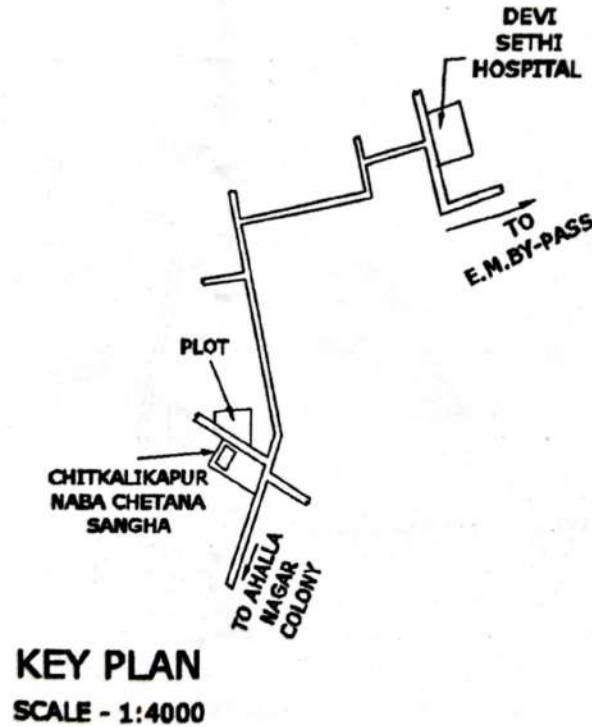 DEVI
SETHI
HOSPITAL
TO
E.M.BY-PASS
PLOT
CHITKALIKAPUR
NABA CHETANA
SANGHA
TO AHALLA
NAGAR
COLONY
KEY PLAN
SCALE - 1:4000